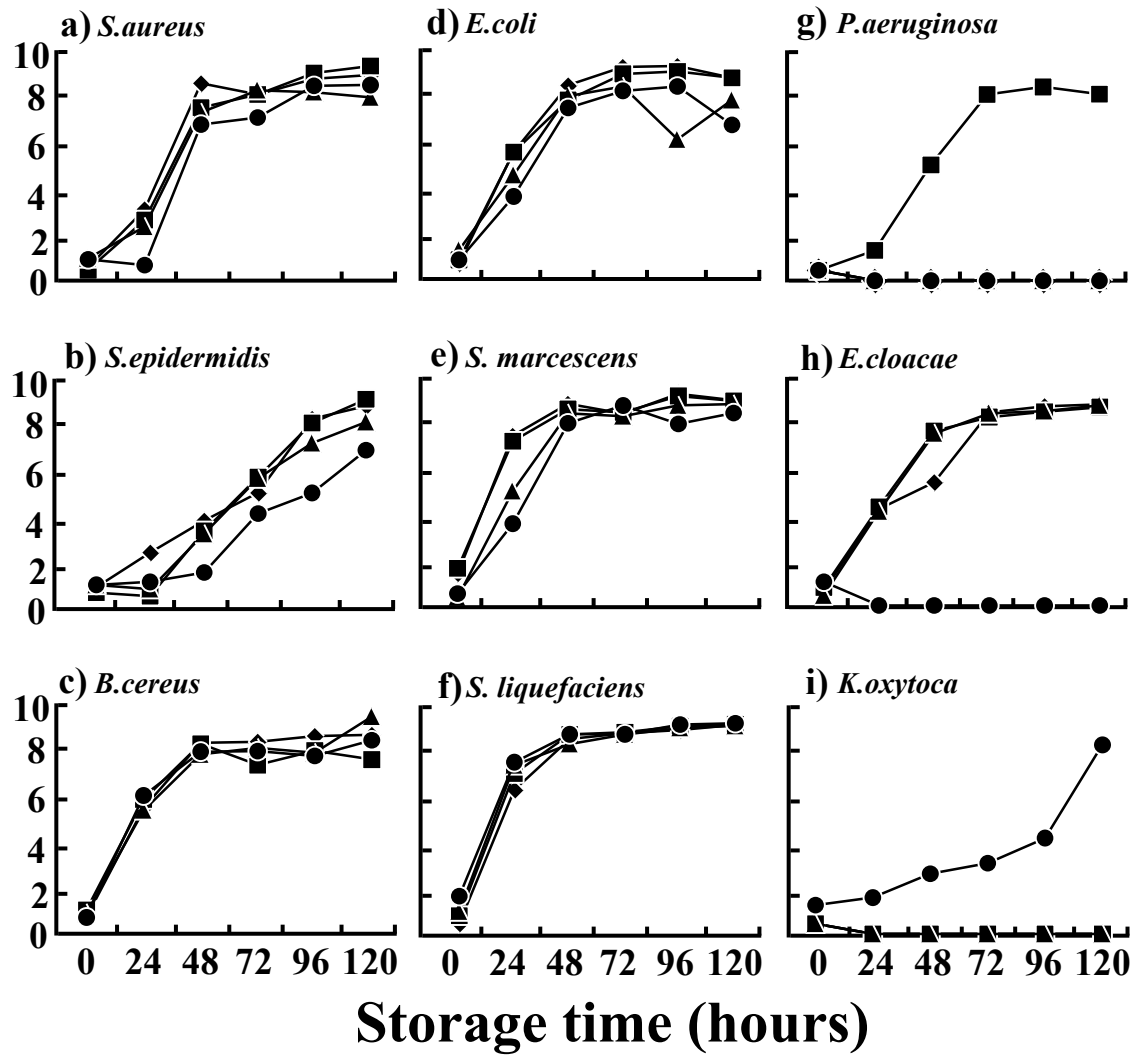 a) S.aureus
10
8
6
4
2
0
d) E.coli
g) P.aeruginosa
b) S.epidermidis
10
8
6
4
2
0
e) S. marcescens
h) E.cloacae
c) B.cereus
10
8
6
4
2
0
0 24 48 72 96 120
f) S. liquefaciens
0 24 48 72 96 120
i) K.oxytoca
0 24 48 72 96 120
Storage time (hours)